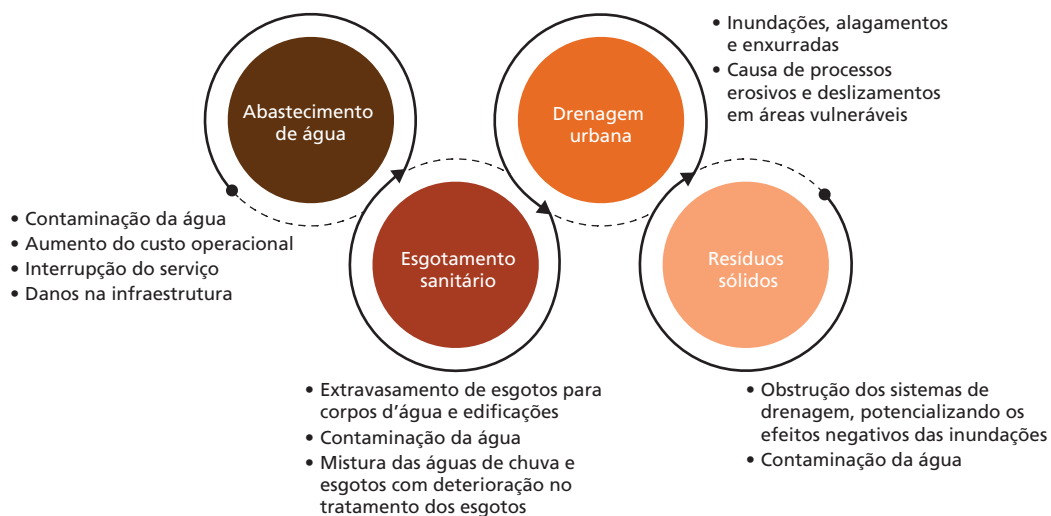 Abastecimento
de água
• Contaminação da água
• Aumento do custo operacional
• Interrupção do serviço
• Danos na infraestrutura
Esgotamento
sanitário
• Extravasamento de esgotos para
corpos d’água e edificações
• Contaminação da água
• Mistura das águas de chuva e
esgotos com deterioração no
tratamento dos esgotos
Drenagem
urbana
• Inundações, alagamentos
e enxurradas
• Causa de processos
erosivos e deslizamentos
em áreas vulneráveis
Resíduos
sólidos
• Obstrução dos sistemas de
drenagem, potencializando os
efeitos negativos das inundações
• Contaminação da água